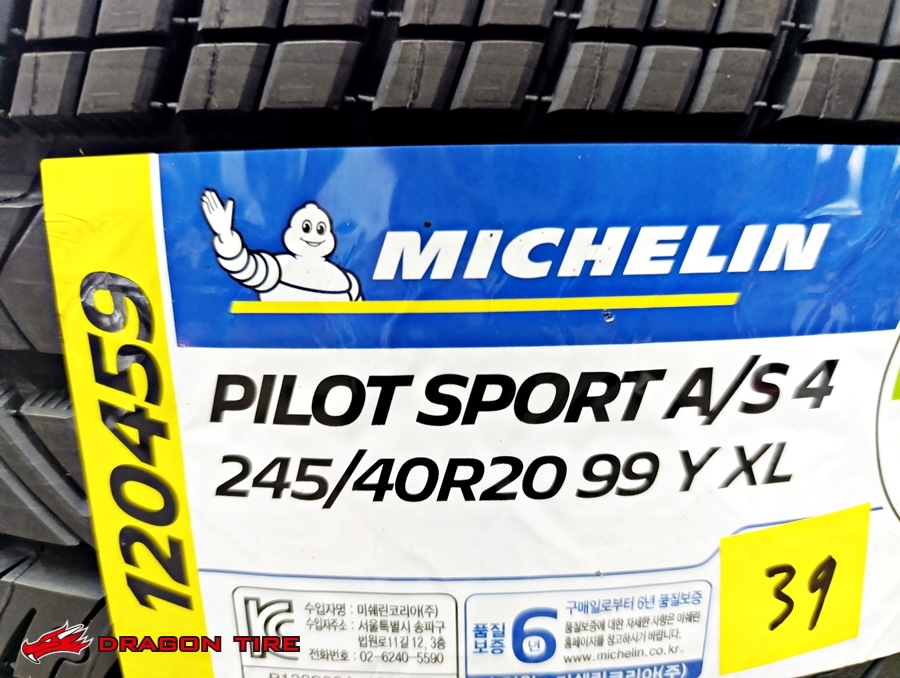 MICHELIN
120459
PILOT SPORT A/S 4
245/40R20 99 Y XL
39
수입자명 : 미쉐린코리아(주)
수입자주소 : 서울특별시 송파구
법원로11길 12, 3층
전화번호 : 02-6240-5590
품질
보증
6년
구매일로부터 6년 품질보증
품질보증에 대한 자세한 사항은 미쉐린
홈페이지를 참고하시기 바랍니다.
www.michelin.co.kr.
DRAGON TIRE